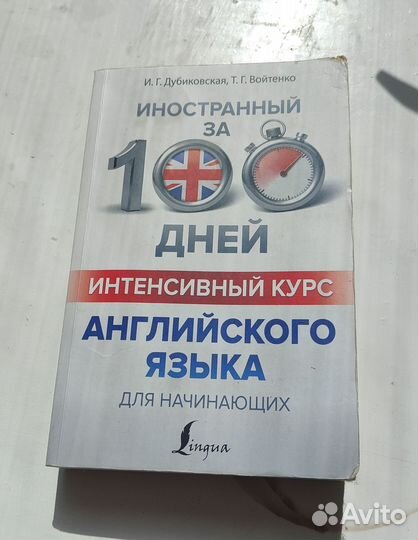 И. Г. Дубиковская, Т. Г. Войтенко
ИНОСТРАННЫЙ
ЗА
100
ДНЕЙ
ИНТЕНСИВНЫЙ КУРС
АНГЛИЙСКОГО
ЯЗЫКА
ДЛЯ НАЧИНАЮЩИХ
Lingua
Avito